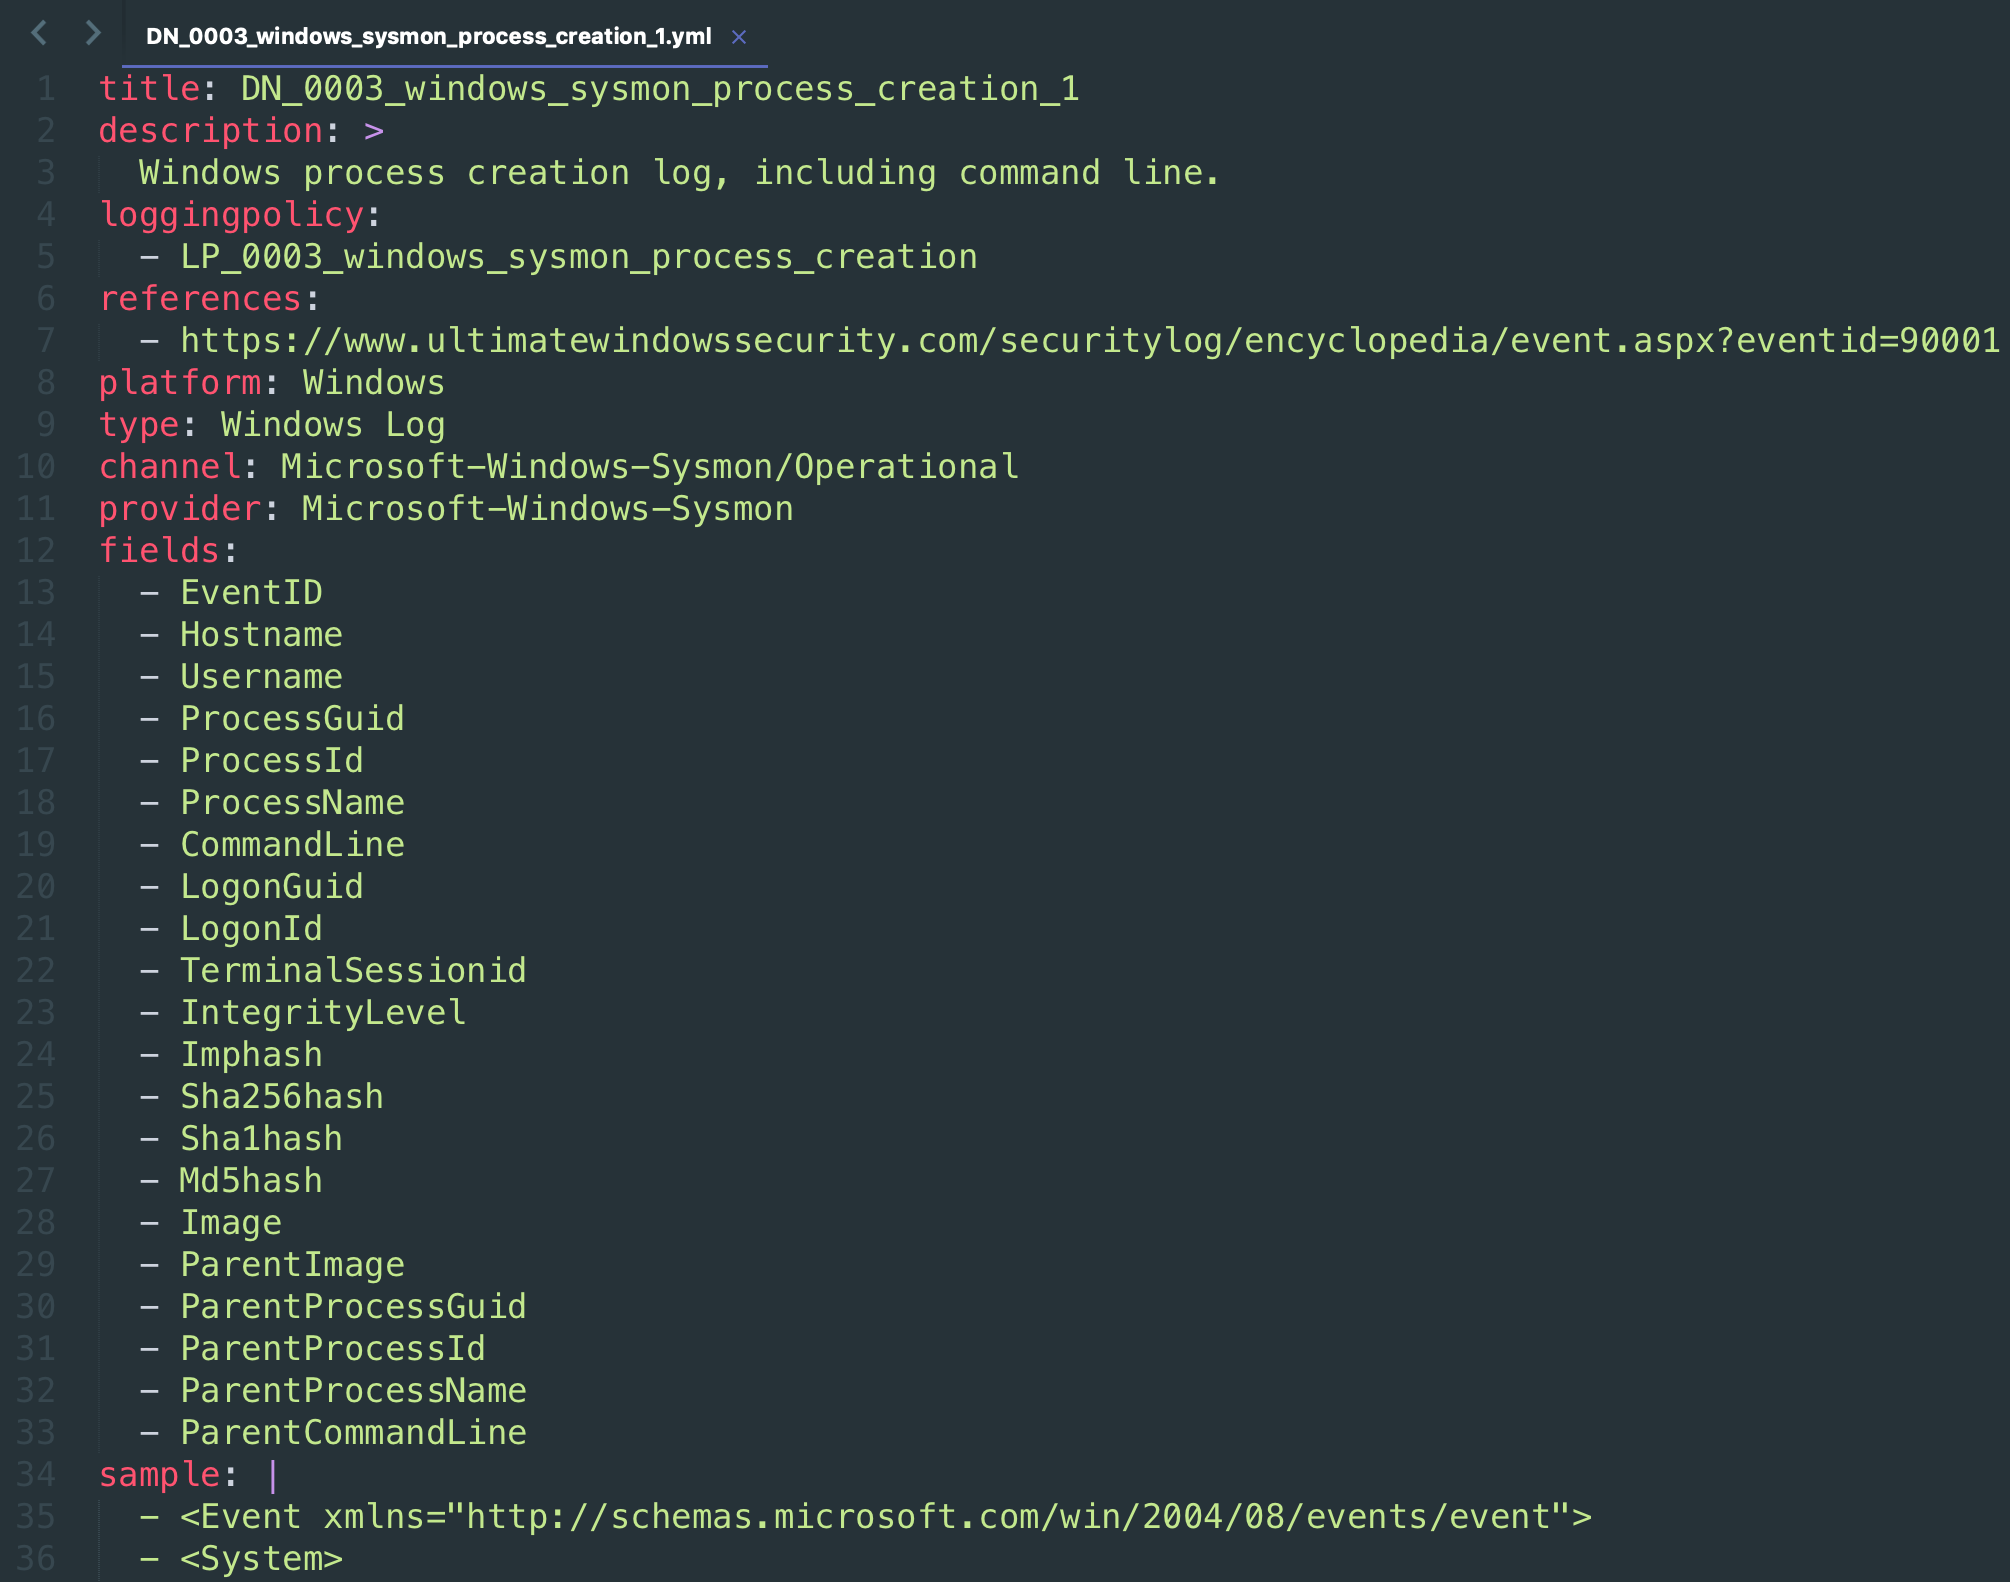 DN_0003_windows_sysmon_process_creation_1.yml ×
1 title: DN_0003_windows_sysmon_process_creation_1
2 description: >
3 Windows process creation log, including command line.
4 loggingpolicy:
5 - LP_0003_windows_sysmon_process_creation
6 references:
7 - https://www.ultimatewindowssecurity.com/securitylog/encyclopedia/event.aspx?eventid=90001
8 platform: Windows
9 type: Windows Log
10 channel: Microsoft-Windows-Sysmon/Operational
11 provider: Microsoft-Windows-Sysmon
12 fields:
13 - EventID
14 - Hostname
15 - Username
16 - ProcessGuid
17 - ProcessId
18 - ProcessName
19 - CommandLine
20 - LogonGuid
21 - LogonId
22 - TerminalSessionid
23 - IntegrityLevel
24 - Imphash
25 - Sha256hash
26 - Sha1hash
27 - Md5hash
28 - Image
29 - ParentImage
30 - ParentProcessGuid
31 - ParentProcessId
32 - ParentProcessName
33 - ParentCommandLine
34 sample: |
35 - <Event xmlns="http://schemas.microsoft.com/win/2004/08/events/event">
36 - <System>